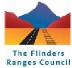 The Flinders
Ranges Council